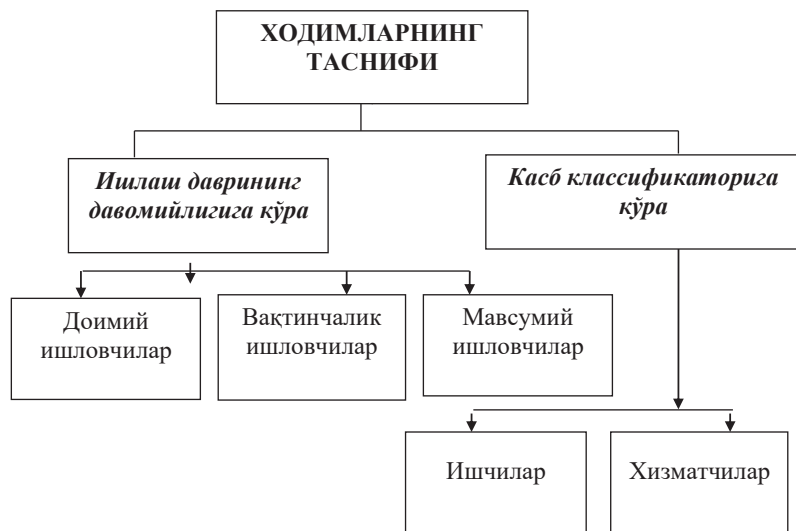 ХОДИМЛАРНИНГ
ТАСНИФИ
Ишлаш даврининг
давомийлигига кўра
Касб классификаторига
кўра
Доимий
ишловчилар
Вақтинчалик
ишловчилар
Мавсумий
ишловчилар
Ишчилар
Хизматчилар